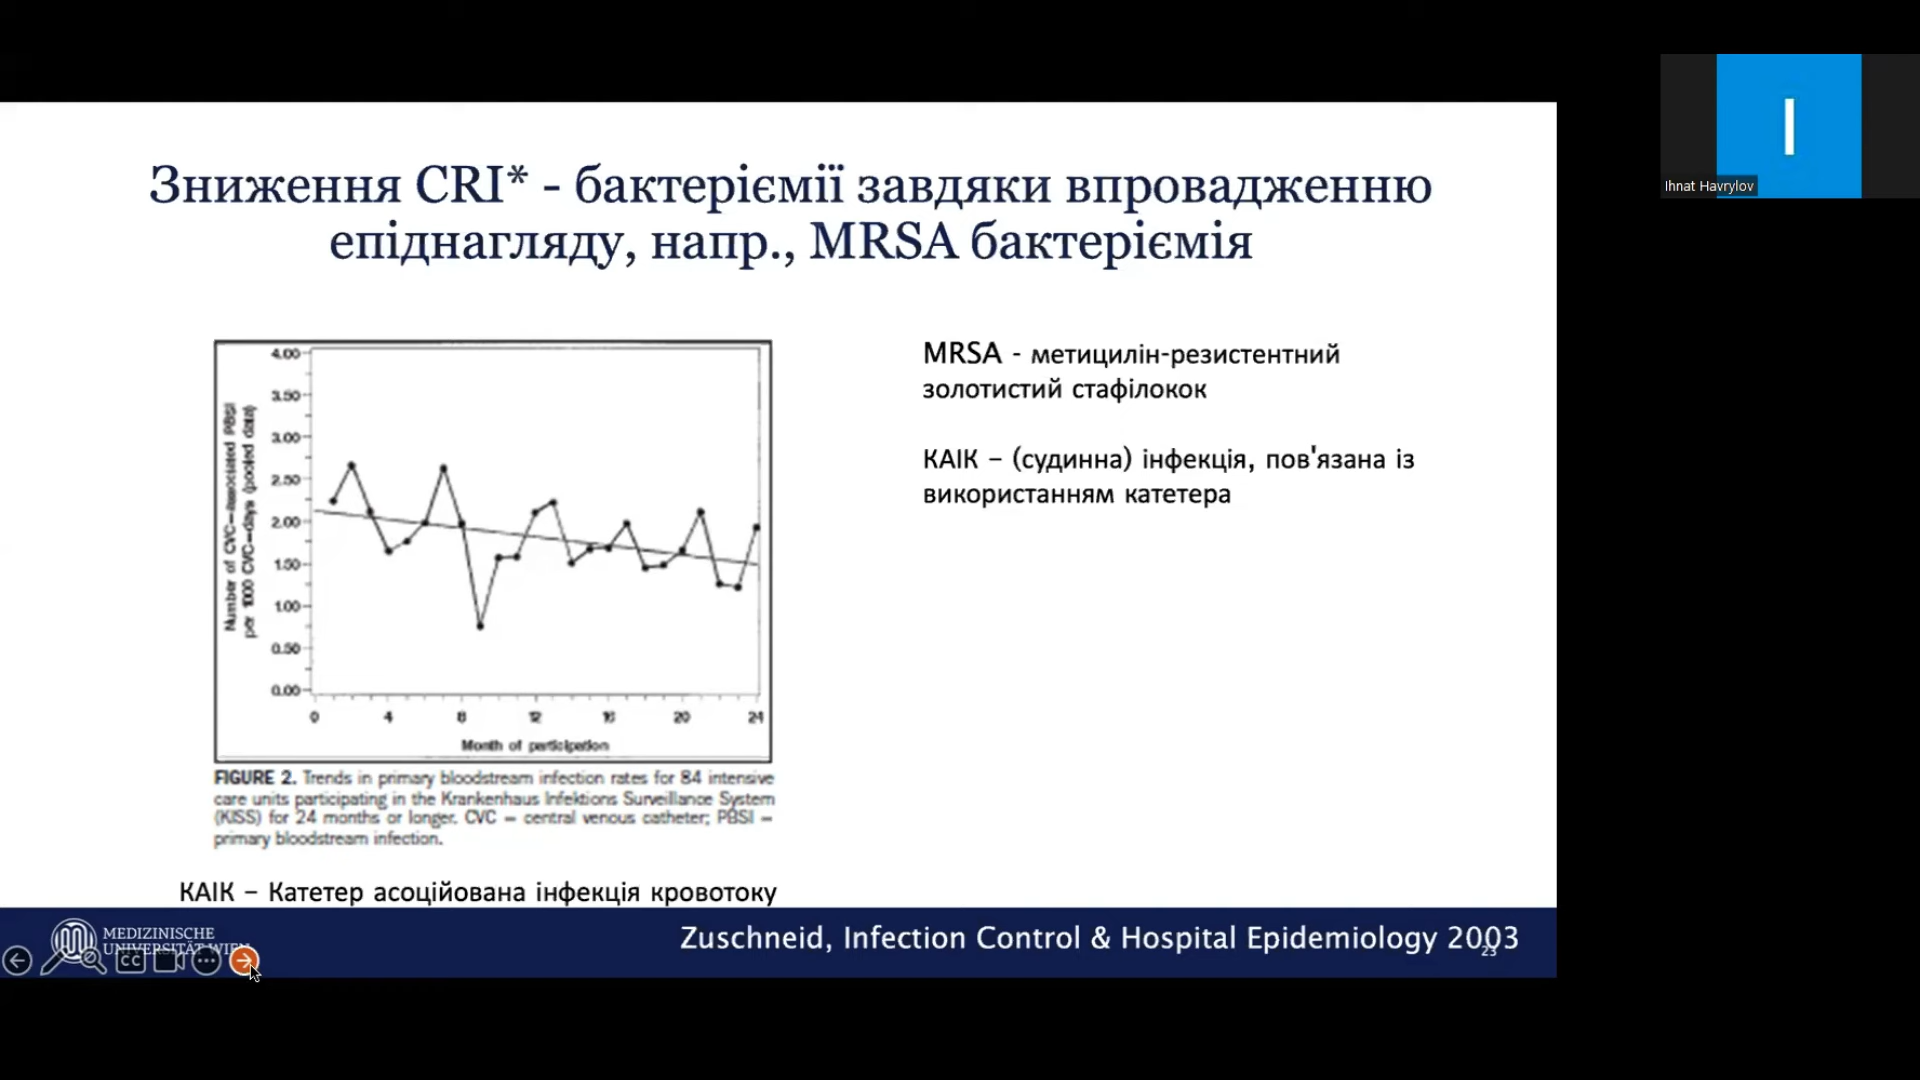 Зниження CRI* - бактеріємії завдяки впровадженню
епіднагляду, напр., MRSA бактеріємія
Ihnat Havrylov
MRSA - метицилін-резистентний
золотистий стафілокок
КАІК – (судинна) інфекція, пов'язана із
використанням катетера
Number of CVC-associated PBSI
per 1000 CVC-days (pooled data)
4.00
3.50
3.00
2.50
2.00
1.50
1.00
0.50
0.00
0 4 8 12 16 20 24
Month of participation
FIGURE 2. Trends in primary bloodstream infection rates for 84 intensive
care units participating in the Krankenhaus Infektions Surveillance System
(KISS) for 24 months or longer. CVC = central venous catheter; PBSI =
primary bloodstream infection.
КАІК – Катетер асоційована інфекція кровотоку
MEDIZINISCHE
UNIVERSITÄT WIEN
Zuschneid, Infection Control & Hospital Epidemiology 2003
23
CC